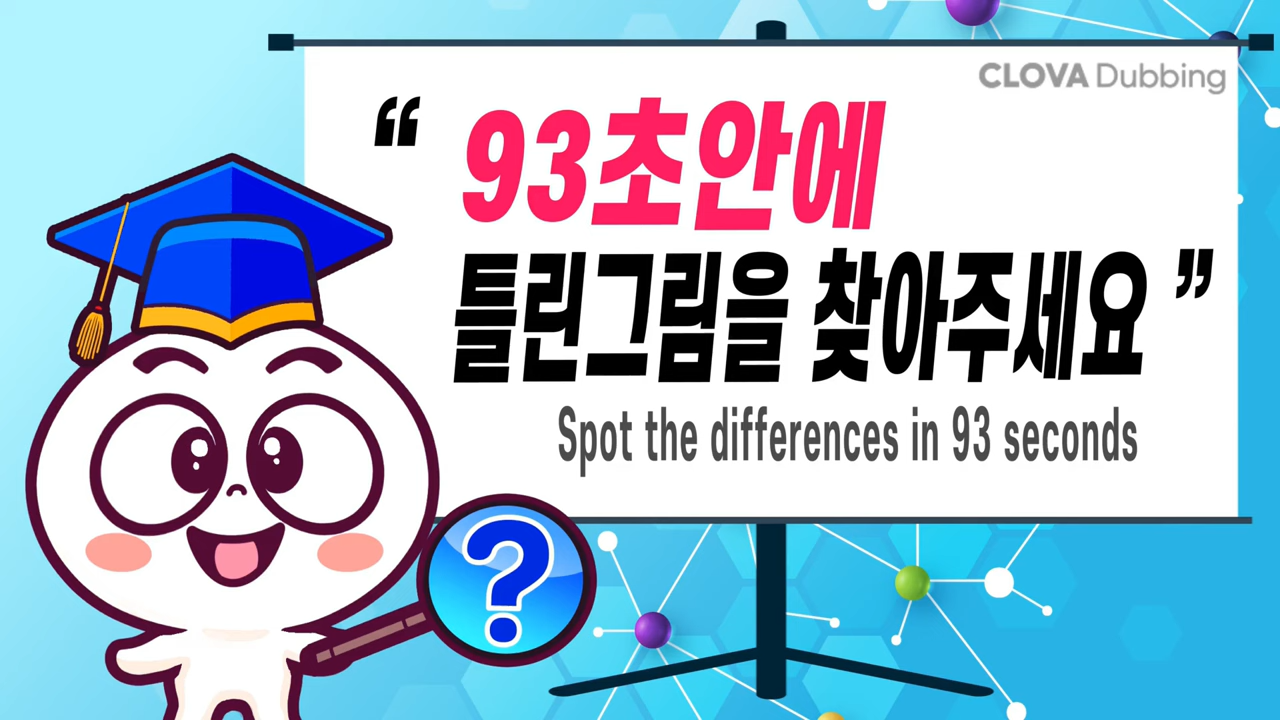 CLOVA Dubbing
“ 93초안에
틀린그림을 찾아주세요 ”
Spot the differences in 93 seconds
?